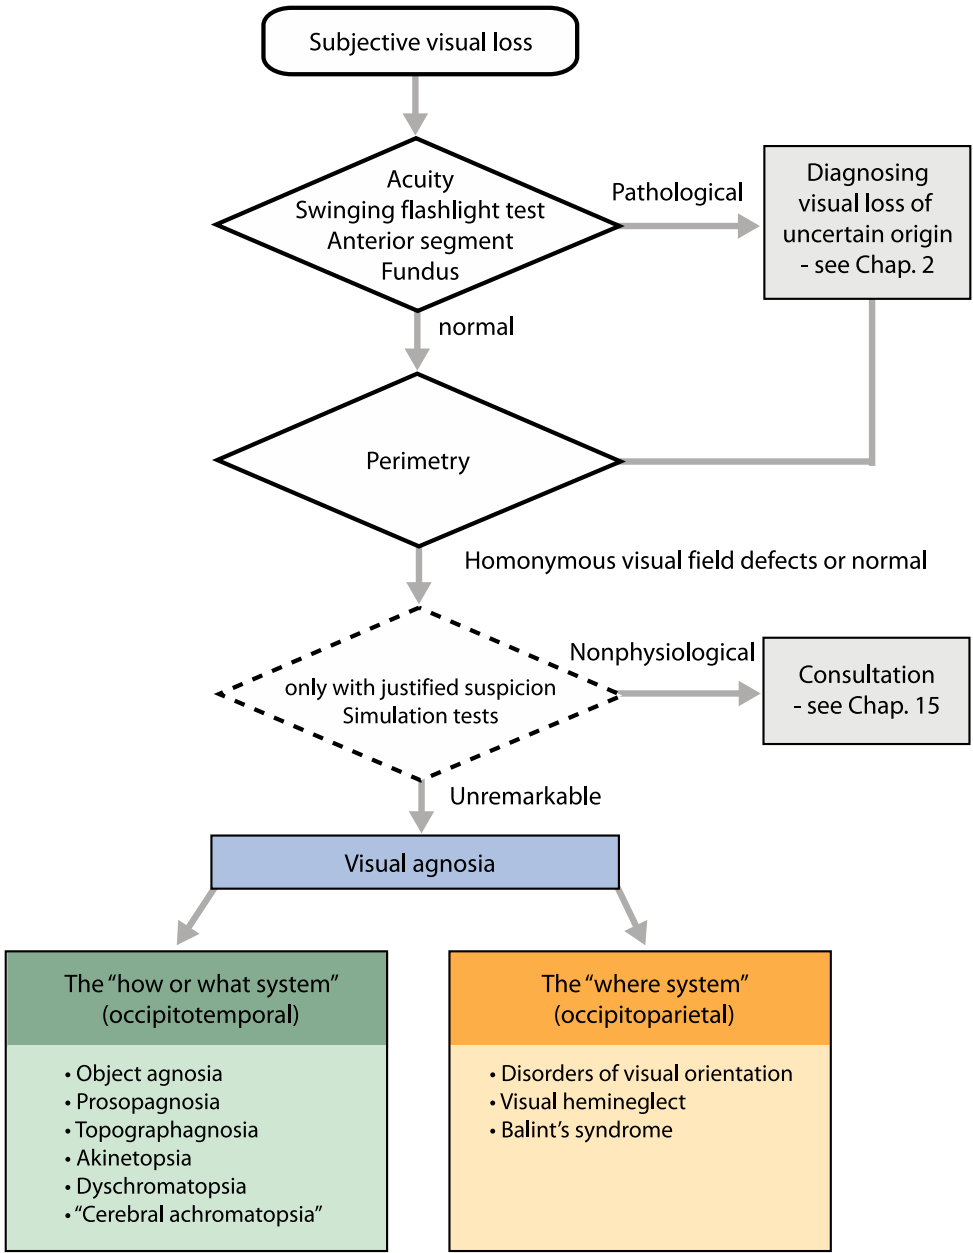 Subjective visual loss
Acuity
Swinging flashlight test
Anterior segment
Fundus
Pathological
Diagnosing
visual loss of
uncertain origin
- see Chap. 2
normal
Perimetry
Homonymous visual field defects or normal
only with justified suspicion
Simulation tests
Nonphysiological
Consultation
- see Chap. 15
Unremarkable
Visual agnosia
The “how or what system”
(occipitotemporal)
• Object agnosia
• Prosopagnosia
• Topographagnosia
• Akinetopsia
• Dyschromatopsia
• “Cerebral achromatopsia”
The “where system”
(occipitoparietal)
• Disorders of visual orientation
• Visual hemineglect
• Balint’s syndrome